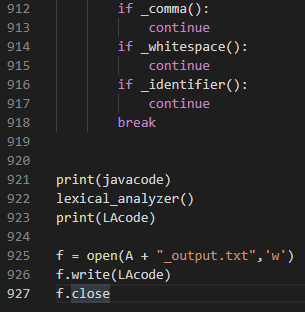 912 if _comma():
913 continue
914 if _whitespace():
915 continue
916 if _identifier():
917 continue
918 break
919
920
921 print(javacode)
922 lexical_analyzer()
923 print(LAcode)
924
925 f = open(A + "_output.txt",'w')
926 f.write(LAcode)
927 f.close